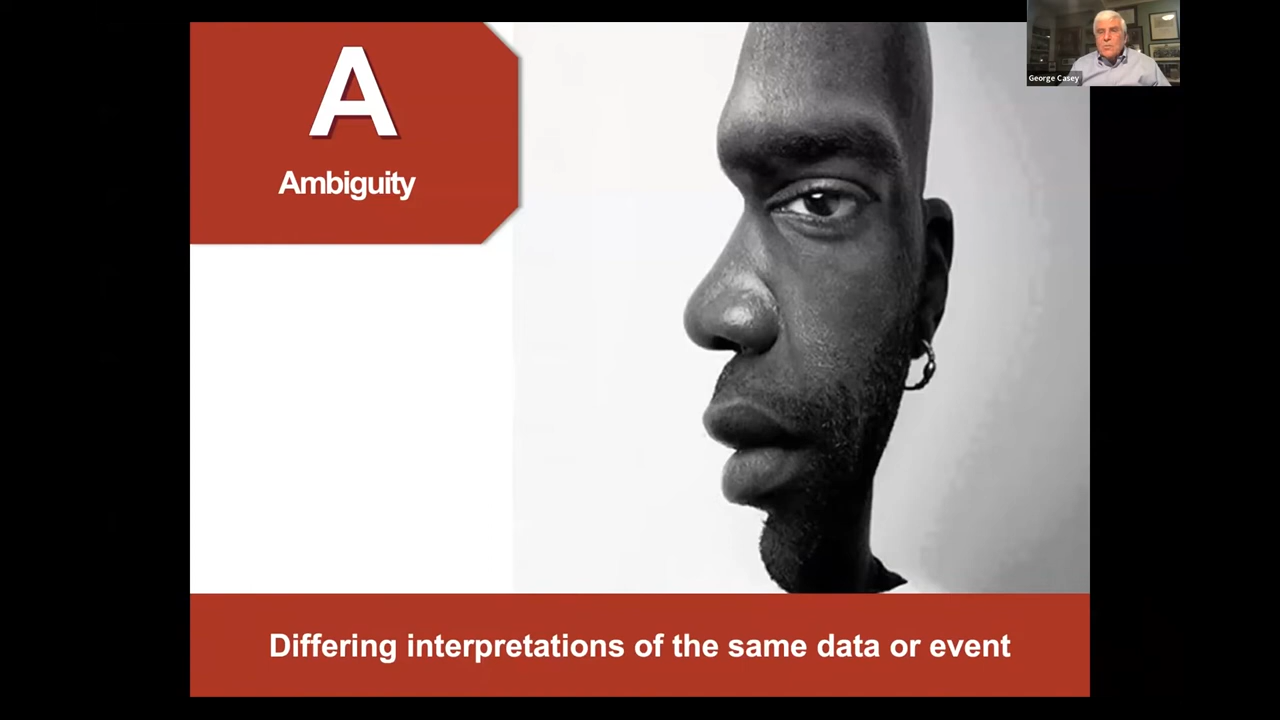 A
Ambiguity
George Casey
Differing interpretations of the same data or event